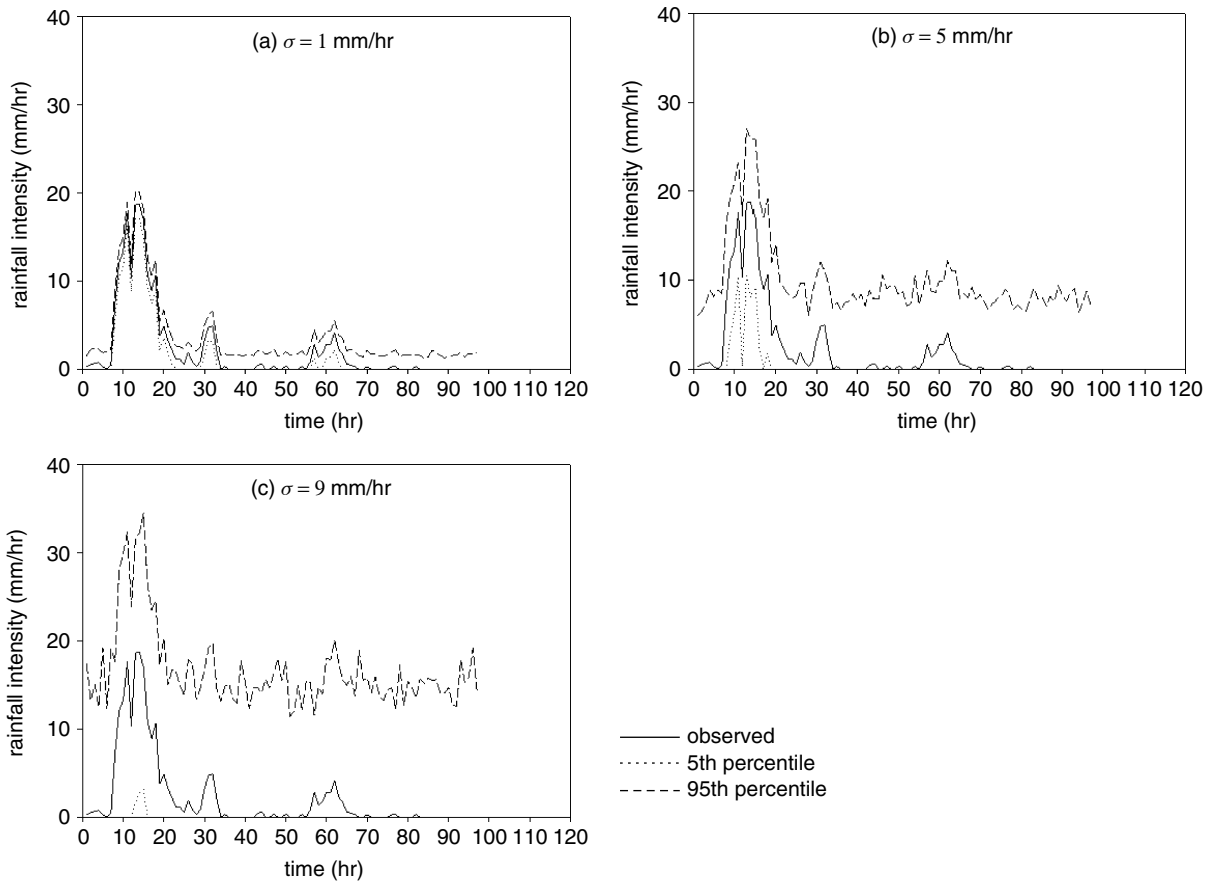 (a) σ = 1 mm/hr
rainfall intensity (mm/hr)
40
30
20
10
0
0 10 20 30 40 50 60 70 80 90 100 110 120
time (hr)
(b) σ = 5 mm/hr
rainfall intensity (mm/hr)
40
30
20
10
0
0 10 20 30 40 50 60 70 80 90 100 110 120
time (hr)
(c) σ = 9 mm/hr
rainfall intensity (mm/hr)
40
30
20
10
0
0 10 20 30 40 50 60 70 80 90 100 110 120
time (hr)
observed
5th percentile
95th percentile